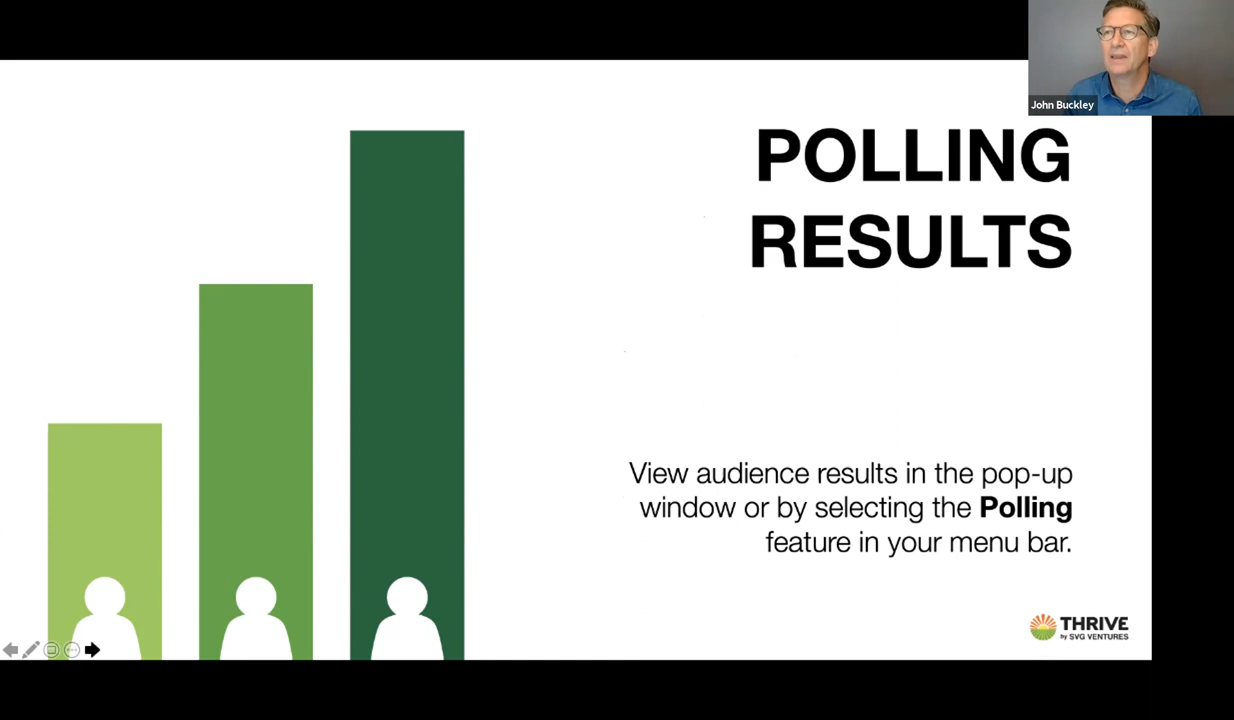 John Buckley
POLLING
RESULTS
View audience results in the pop-up
window or by selecting the Polling
feature in your menu bar.
THRIVE
by SVG VENTURES